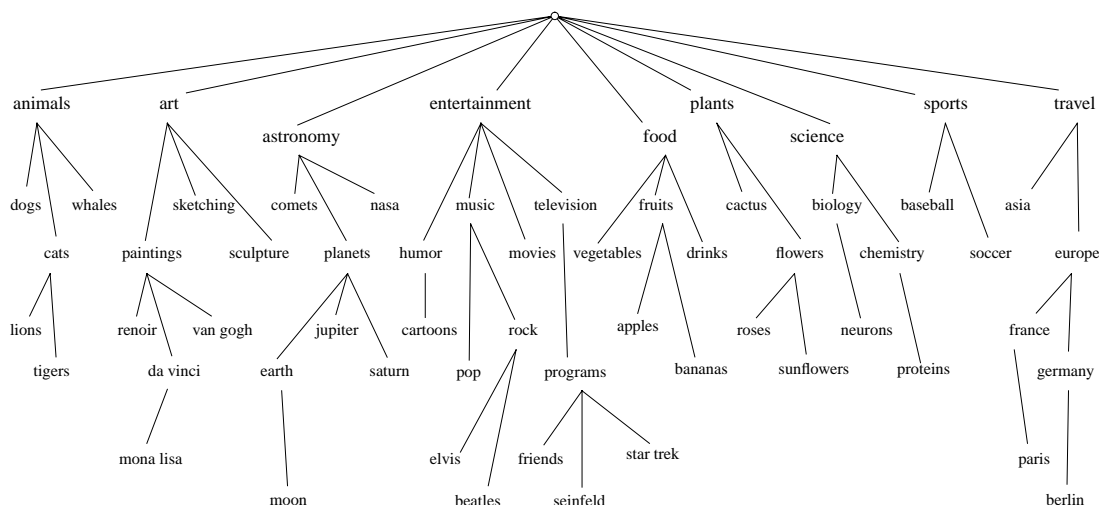 animals art entertainment plants sports travel
astronomy food science
dogs whales sketching comets nasa music television fruits cactus biology baseball asia
cats paintings sculpture planets humor movies vegetables drinks flowers chemistry soccer europe
lions renoir van gogh jupiter cartoons rock apples roses neurons france
tigers da vinci earth saturn pop programs bananas sunflowers proteins germany
mona lisa elvis friends star trek paris
moon beatles seinfeld berlin